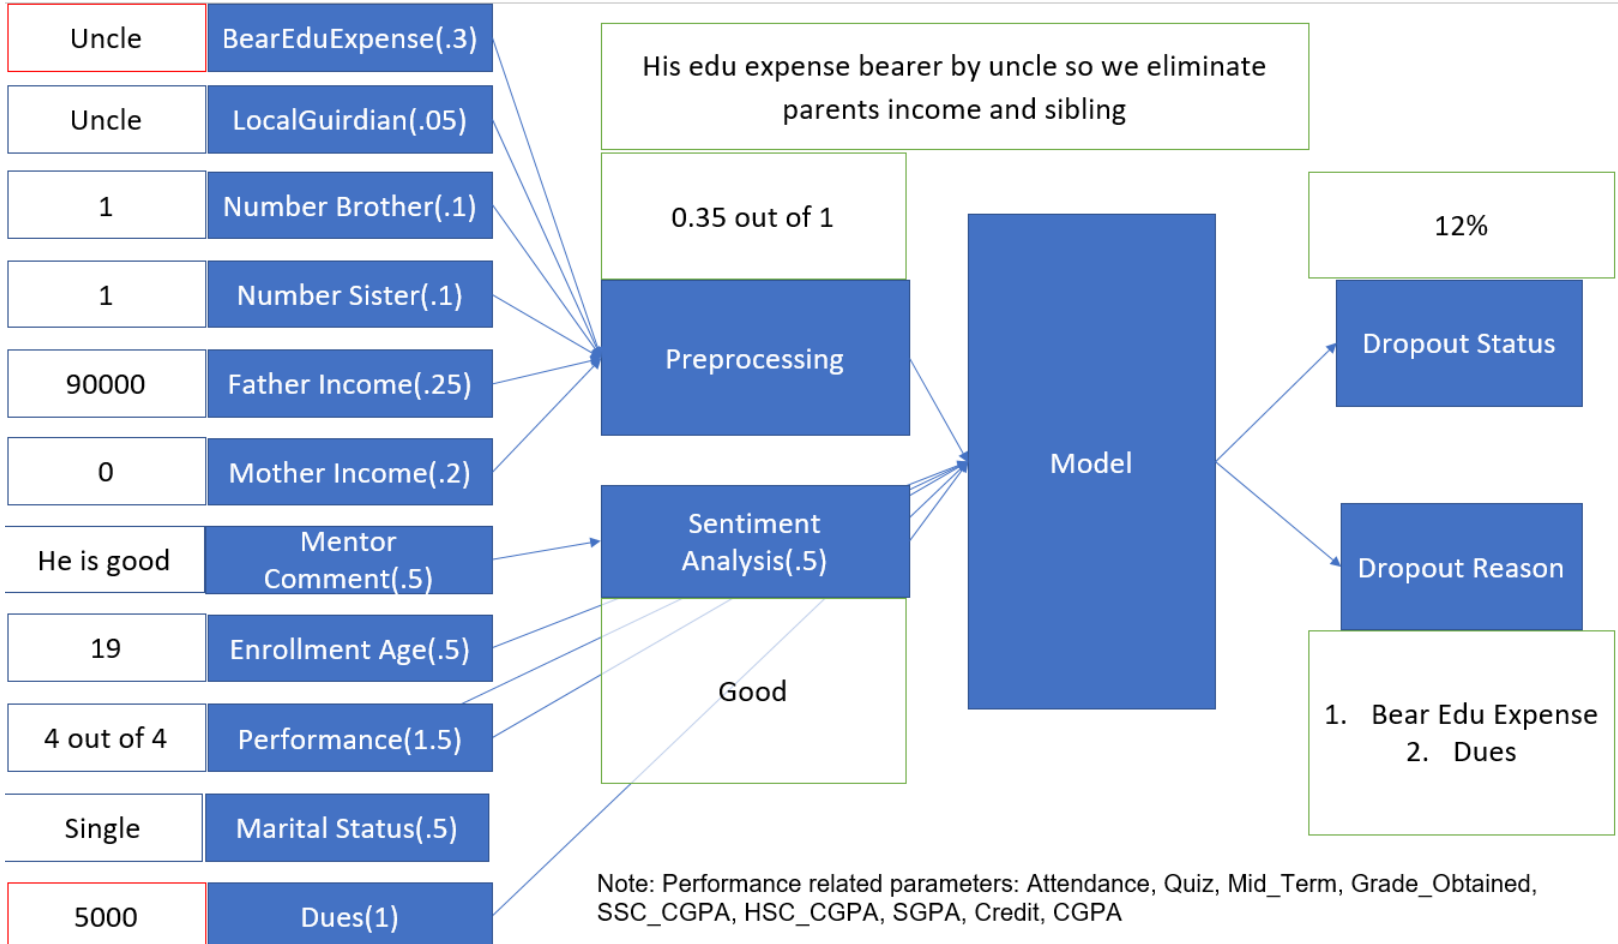 Uncle BearEduExpense(.3)
Uncle LocalGuirdian(.05)
1 Number Brother(.1)
1 Number Sister(.1)
90000 Father Income(.25)
0 Mother Income(.2)
He is good Mentor
Comment(.5)
19 Enrollment Age(.5)
4 out of 4 Performance(1.5)
Single Marital Status(.5)
5000 Dues(1)
His edu expense bearer by uncle so we eliminate
parents income and sibling
0.35 out of 1
Preprocessing
Sentiment
Analysis(.5)
Good
Model
12%
Dropout Status
Dropout Reason
1. Bear Edu Expense
2. Dues
Note: Performance related parameters: Attendance, Quiz, Mid_Term, Grade_Obtained,
SSC_CGPA, HSC_CGPA, SGPA, Credit, CGPA